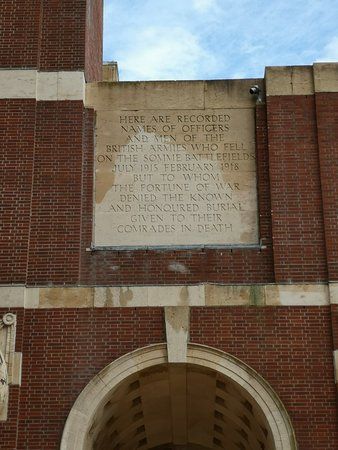 HERE ARE RECORDED
NAMES OF OFFICERS
AND MEN OF THE
BRITISH ARMIES WHO FELL
ON THE SOMME BATTLEFIELDS
JULY 1915 FEBRUARY 1918
BUT TO WHOM
THE FORTUNE OF WAR
DENIED THE KNOWN
AND HONOURED BURIAL
GIVEN TO THEIR
COMRADES IN DEATH